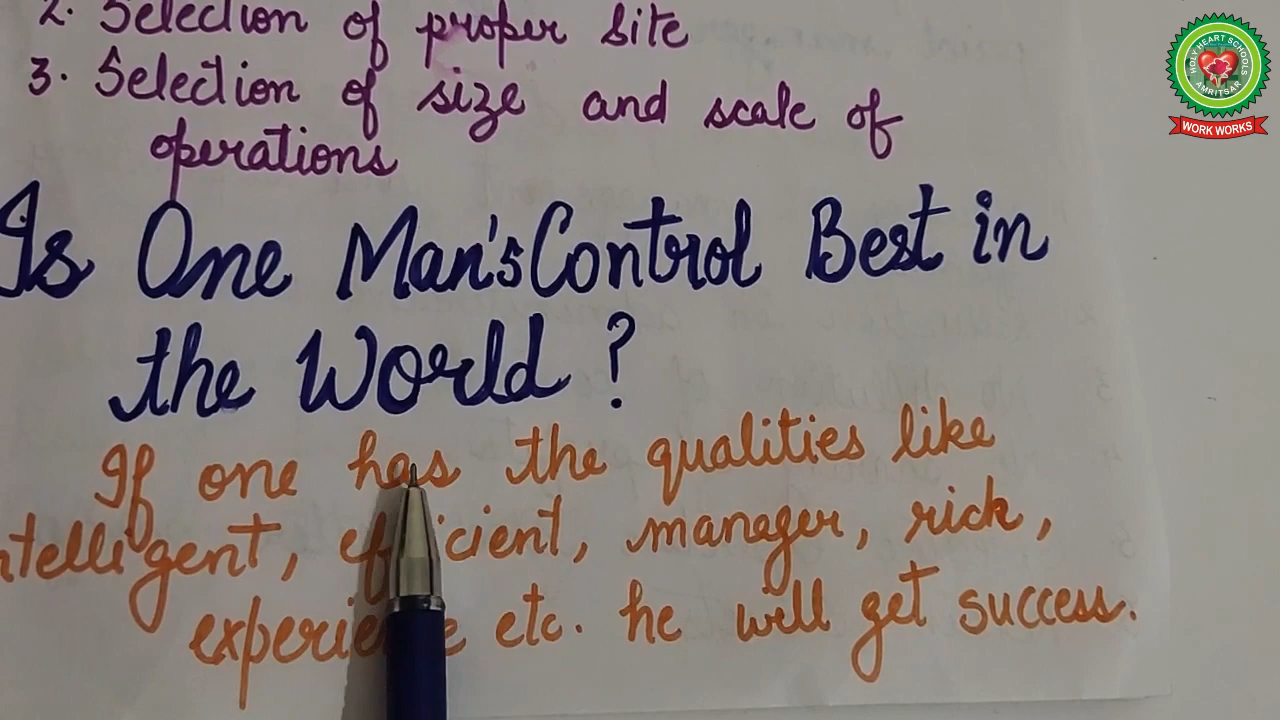 2. Selection of proper site
3. Selection of size and scale of
operations
Is One Man's Control Best in
the World ?
If one has the qualities like
ntelligent, efficient, manager, rick,
experience etc. he will get success.
HOLY HEART SCHOOLS
AMRITSAR
WORK WORKS